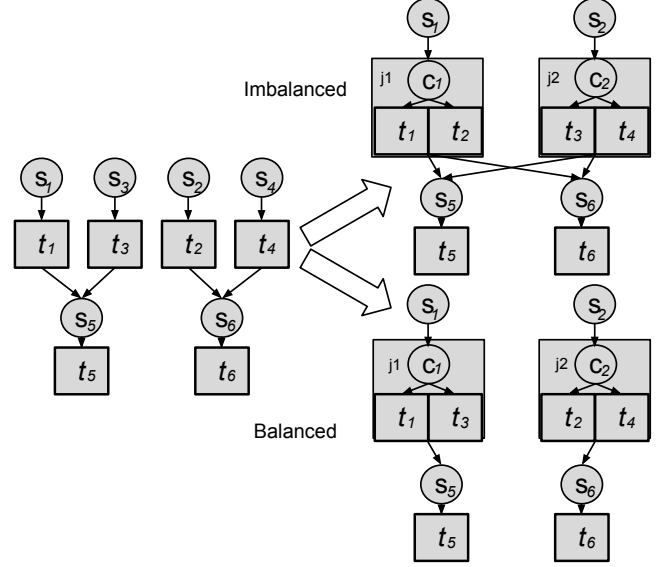 S1 S2
Imbalanced
j1 C1 j2 C2
t1 t2 t3 t4
S1 S3 S2 S4
S5 S6
t1 t3 t2 t4
t5 t6
S1 S2
S5 S6
j1 C1 j2 C2
t5 t6
t1 t3 t2 t4
Balanced
S5 S6
t5 t6